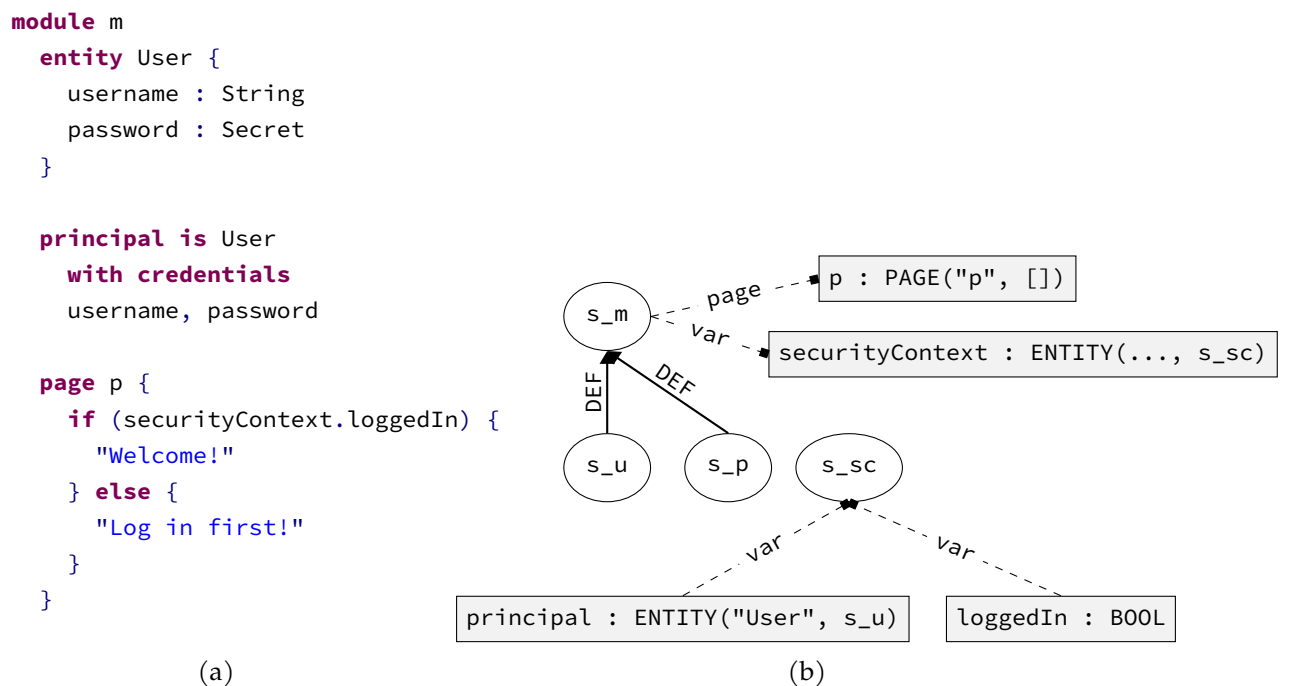 module m
entity User {
username : String
password : Secret
}
principal is User
with credentials
username, password
page p {
if (securityContext.loggedIn) {
"Welcome!"
} else {
"Log in first!"
}
}
(a)
s_m
page
p : PAGE("p", [])
var
securityContext : ENTITY(..., s_sc)
DEF
DEF
s_u
s_p
s_sc
var
var
principal : ENTITY("User", s_u)
loggedIn : BOOL
(b)